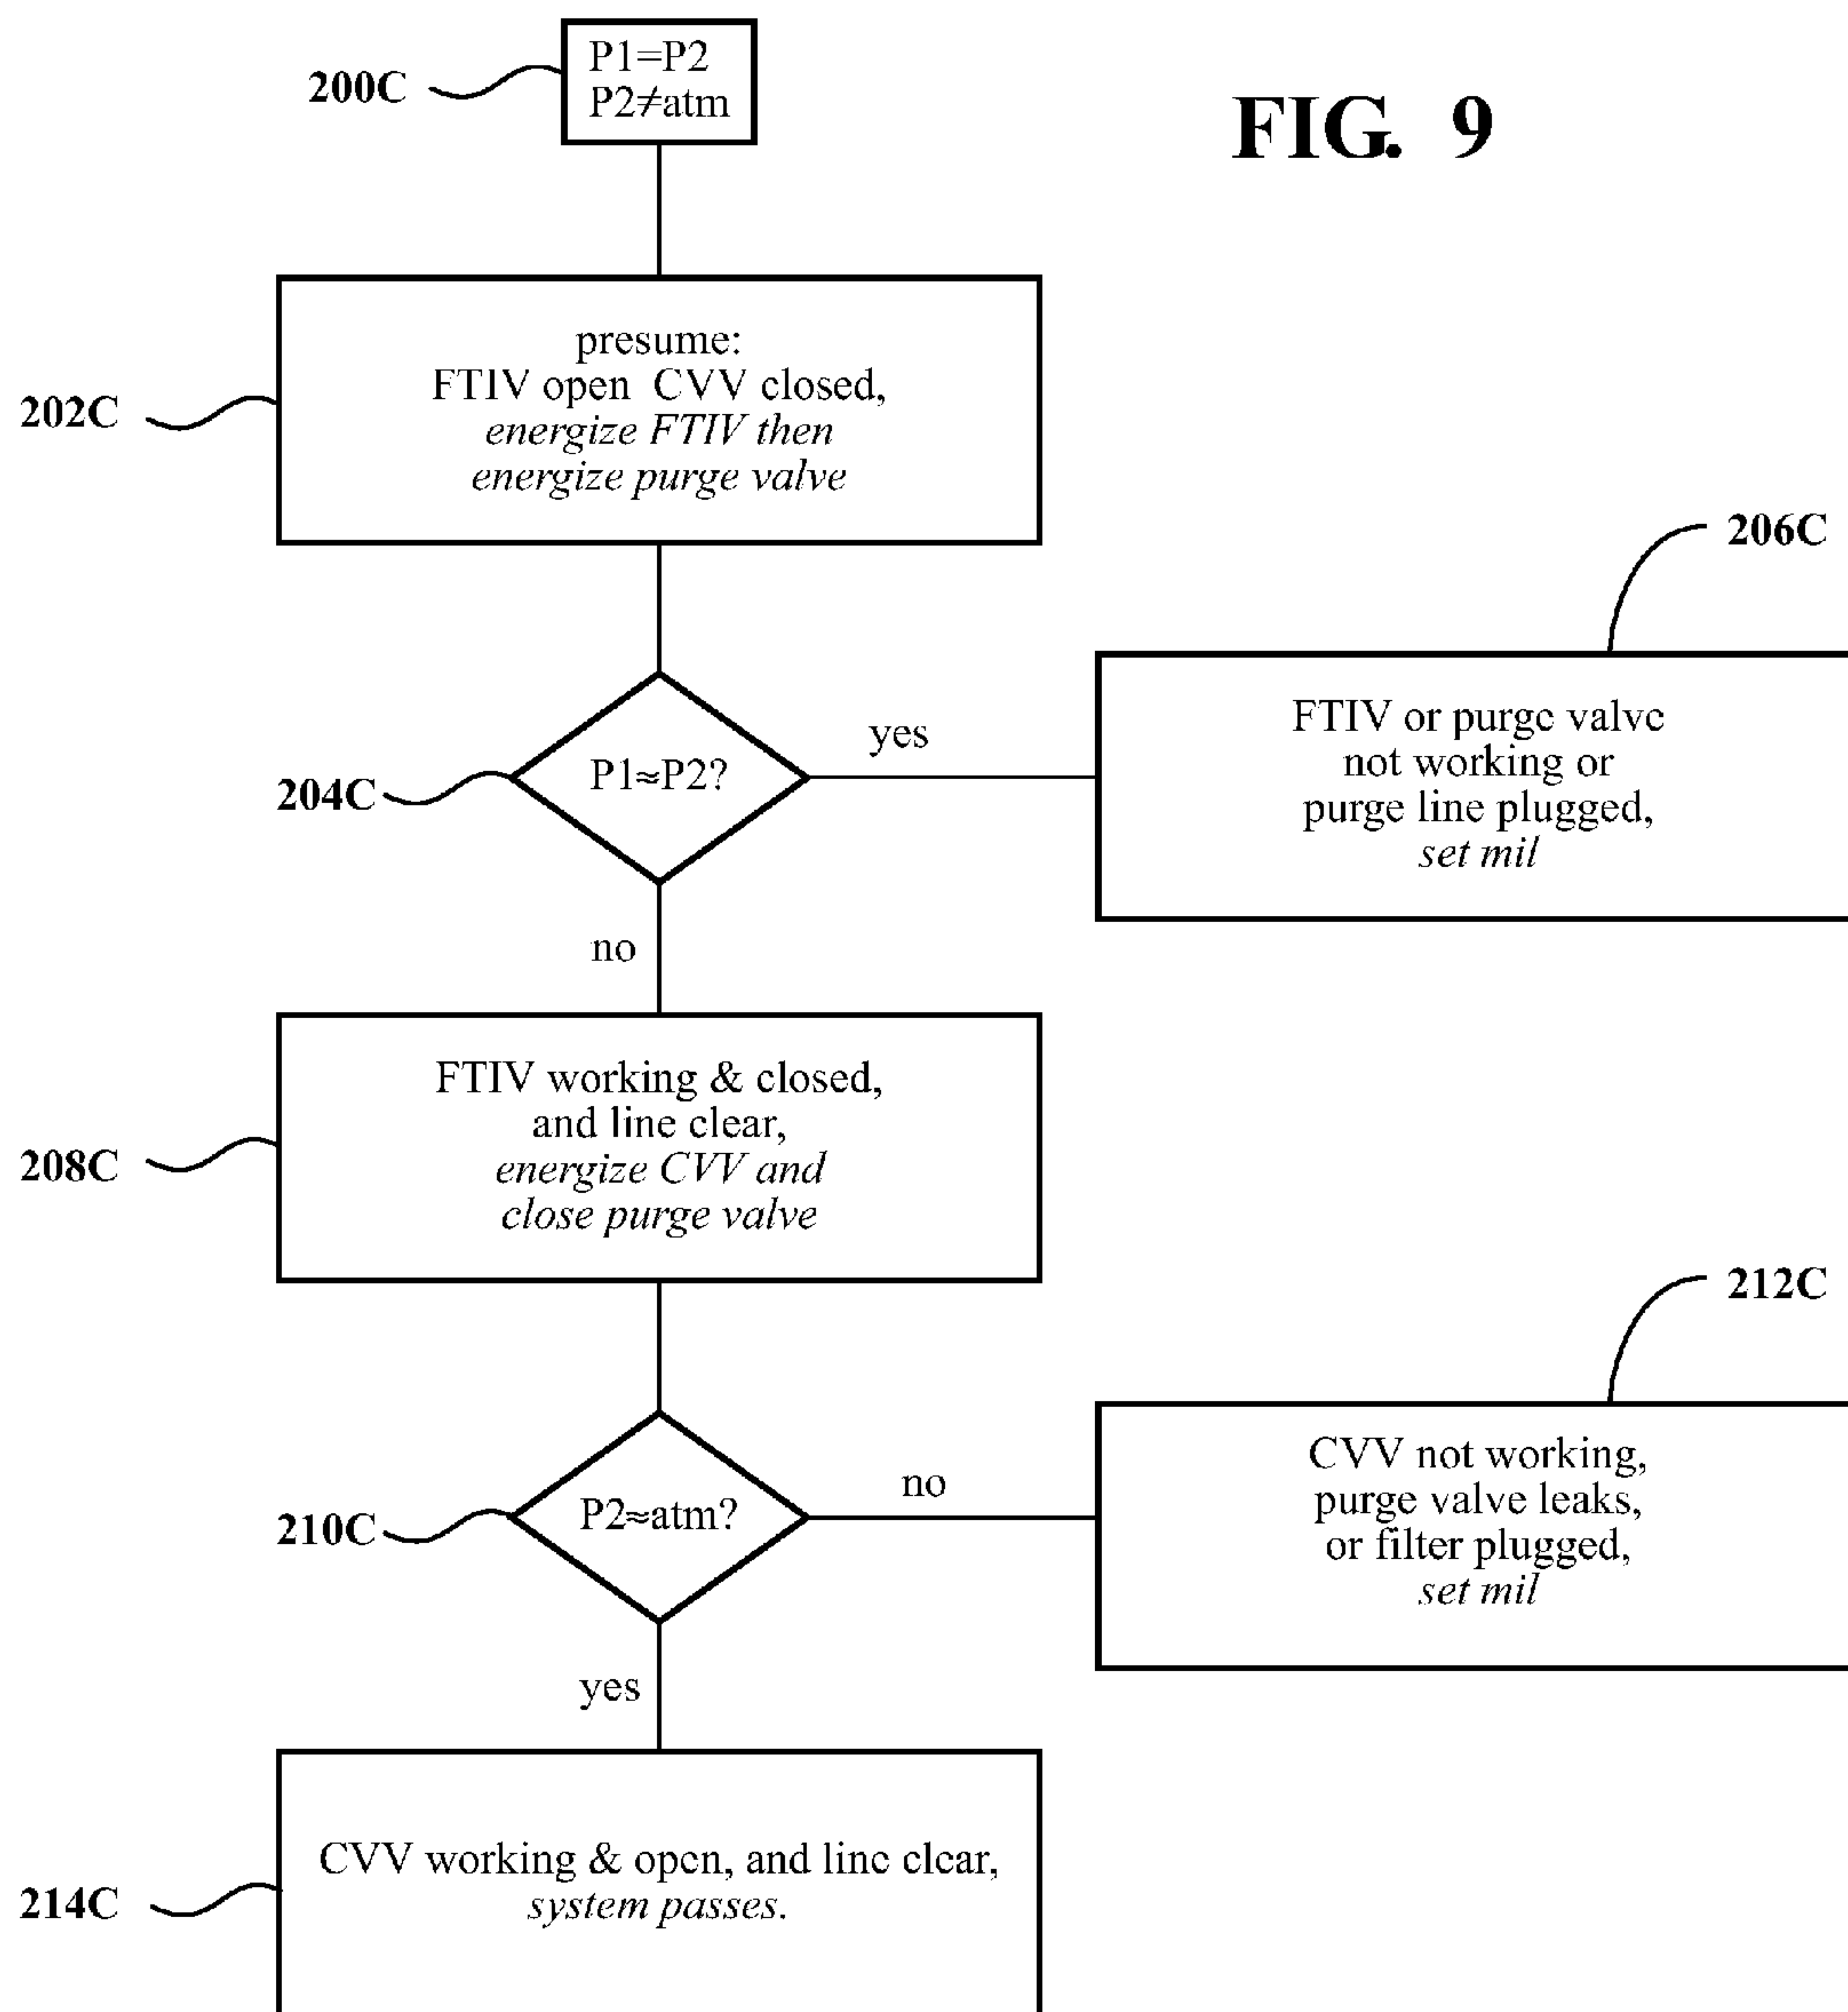 FIG. 9
200C
P1=P2
P2≠atm
202C
presume:
FTIV open CVV closed,
energize FTIV then
energize purge valve
204C
P1≈P2?
yes
206C
FTIV or purge valve
not working or
purge line plugged,
set mil
no
208C
FTIV working & closed,
and line clear,
energize CVV and
close purge valve
210C
P2≈atm?
no
212C
CVV not working,
purge valve leaks,
or filter plugged,
set mil
yes
214C
CVV working & open, and line clear,
system passes.